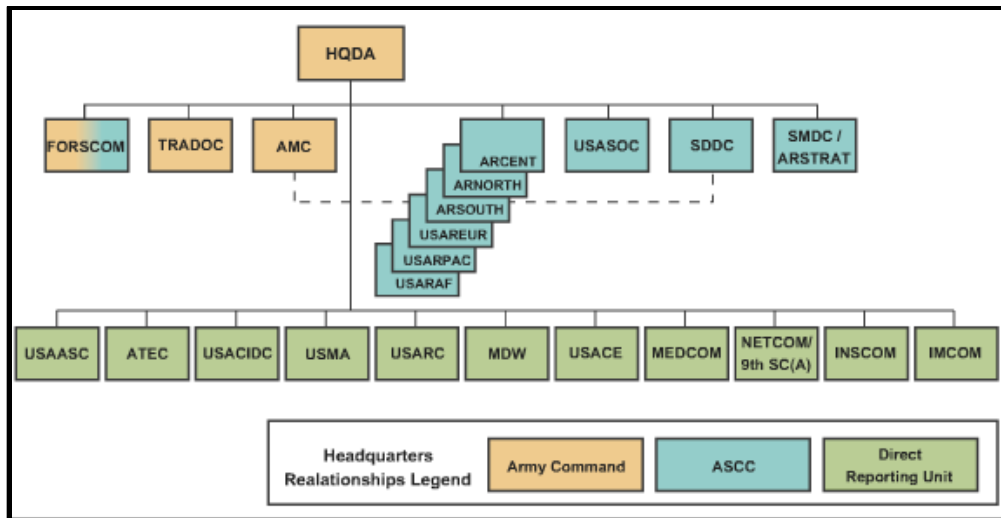 HQDA
FORSCOM
TRADOC
AMC
ARCENT
ARNORTH
ARSOUTH
USAREUR
USARPAC
USARAF
USASOC
SDDC
SMDC /
ARSTRAT
USAASC
ATEC
USACIDC
USMA
USARC
MDW
USACE
MEDCOM
NETCOM/
9th SC(A)
INSCOM
IMCOM
Headquarters
Realationships Legend
Army Command
ASCC
Direct
Reporting Unit